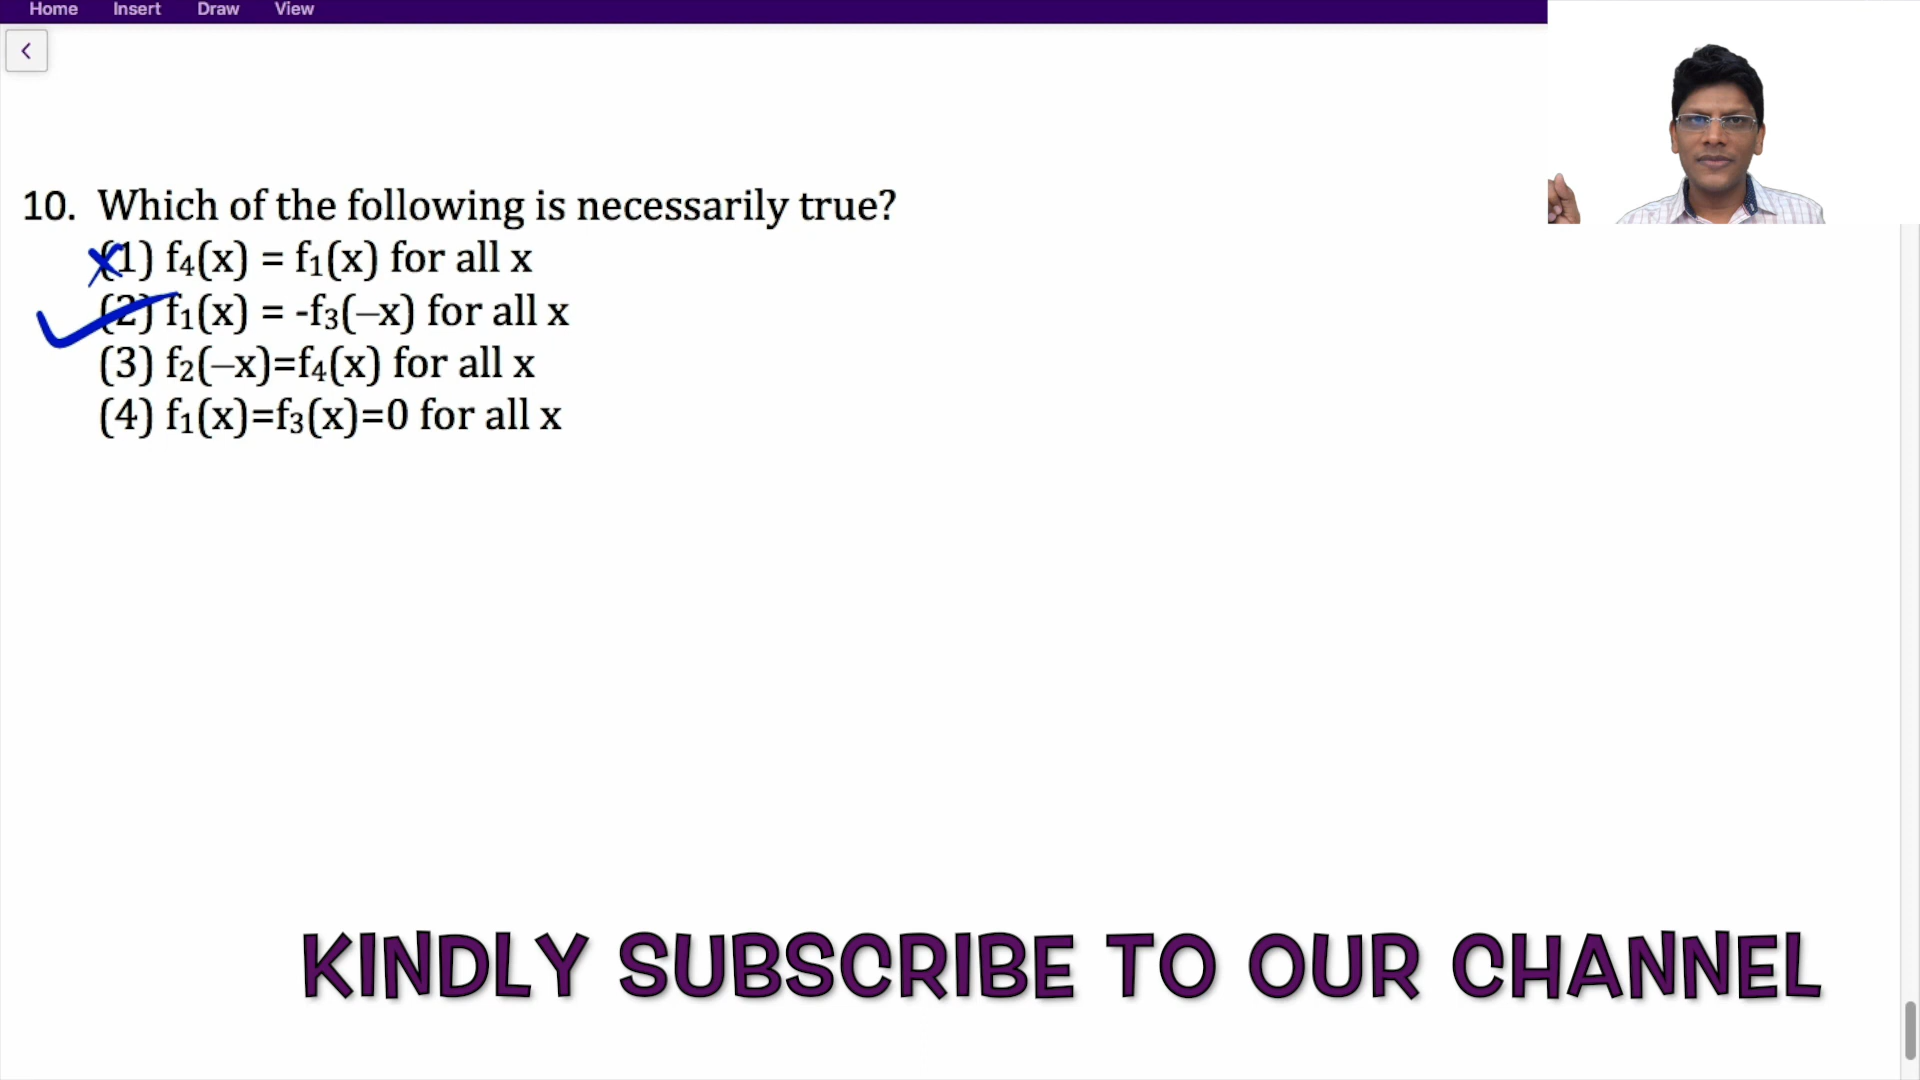 Home Insert Draw View
10. Which of the following is necessarily true?
(1) f₄(x) = f₁(x) for all x
(2) f₁(x) = -f₃(–x) for all x
(3) f₂(–x)=f₄(x) for all x
(4) f₁(x)=f₃(x)=0 for all x
KINDLY SUBSCRIBE TO OUR CHANNEL